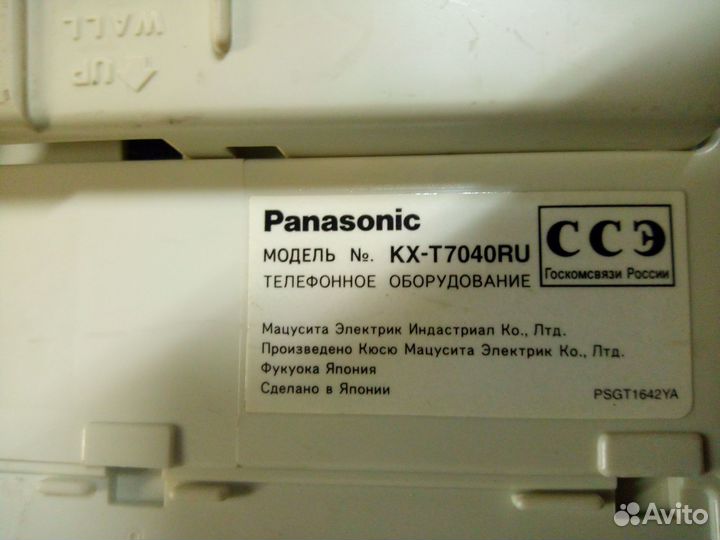 WALL
UP
Panasonic
МОДЕЛЬ №. KX-T7040RU
ТЕЛЕФОННОЕ ОБОРУДОВАНИЕ
ССЭ
Госкомсвязи России
Мацусита Электрик Индастриал Ко., Лтд.
Произведено Кюсю Мацусита Электрик Ко., Лтд.
Фукуока Япония
Сделано в Японии
PSGT1642YA
Avito